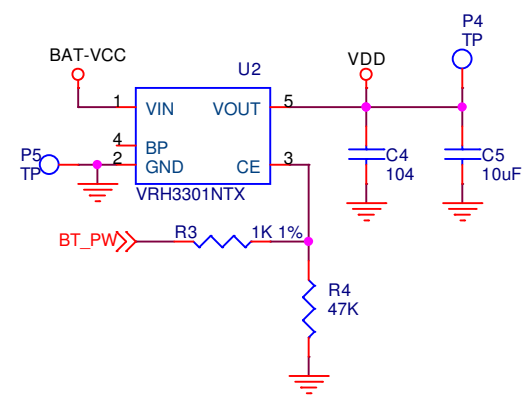 P4
TP
BAT-VCC
VDD
U2
1
VIN
VOUT
5
4
BP
P5
TP
2
GND
CE
3
C4
104
C5
10uF
VRH3301NTX
BT_PW
R3
1K 1%
R4
47K